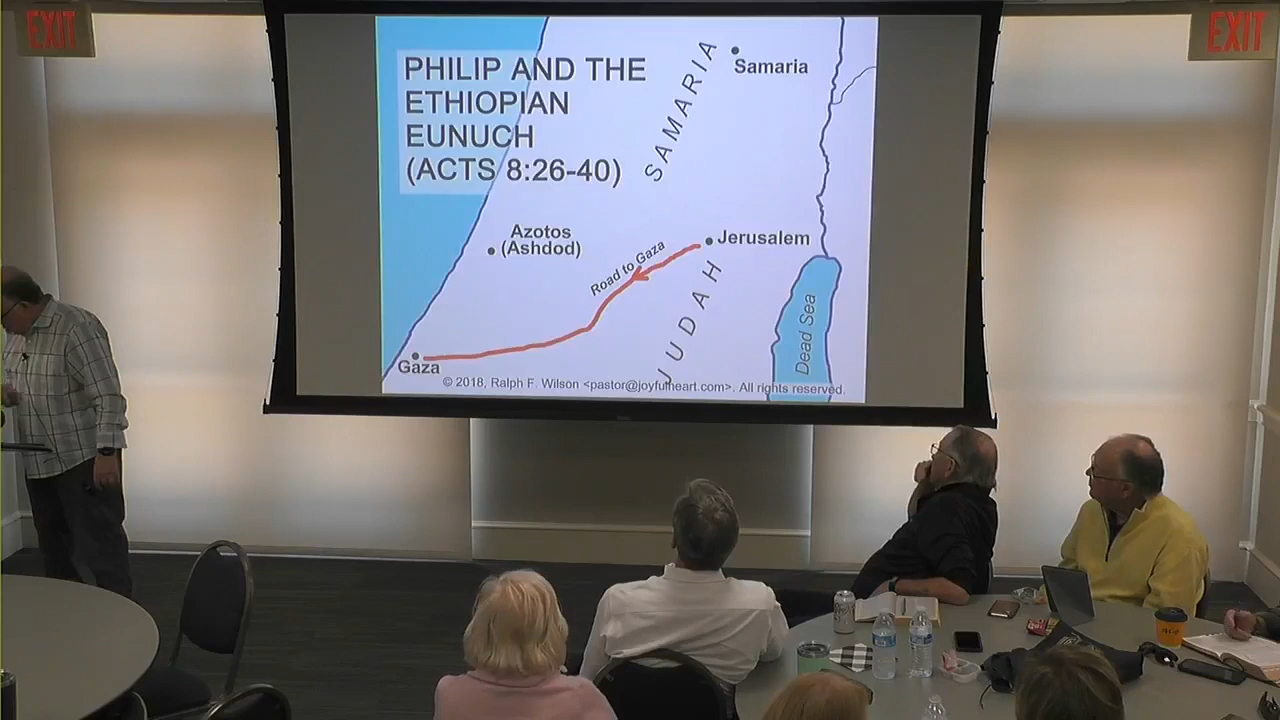 EXIT
EXIT
PHILIP AND THE
ETHIOPIAN
EUNUCH
(ACTS 8:26-40)
SAMARIA
Samaria
Azotos
(Ashdod)
Road to Gaza
Jerusalem
JUDAH
Dead Sea
Gaza
© 2018, Ralph F. Wilson <pastor@joyfulheart.com>. All rights reserved.